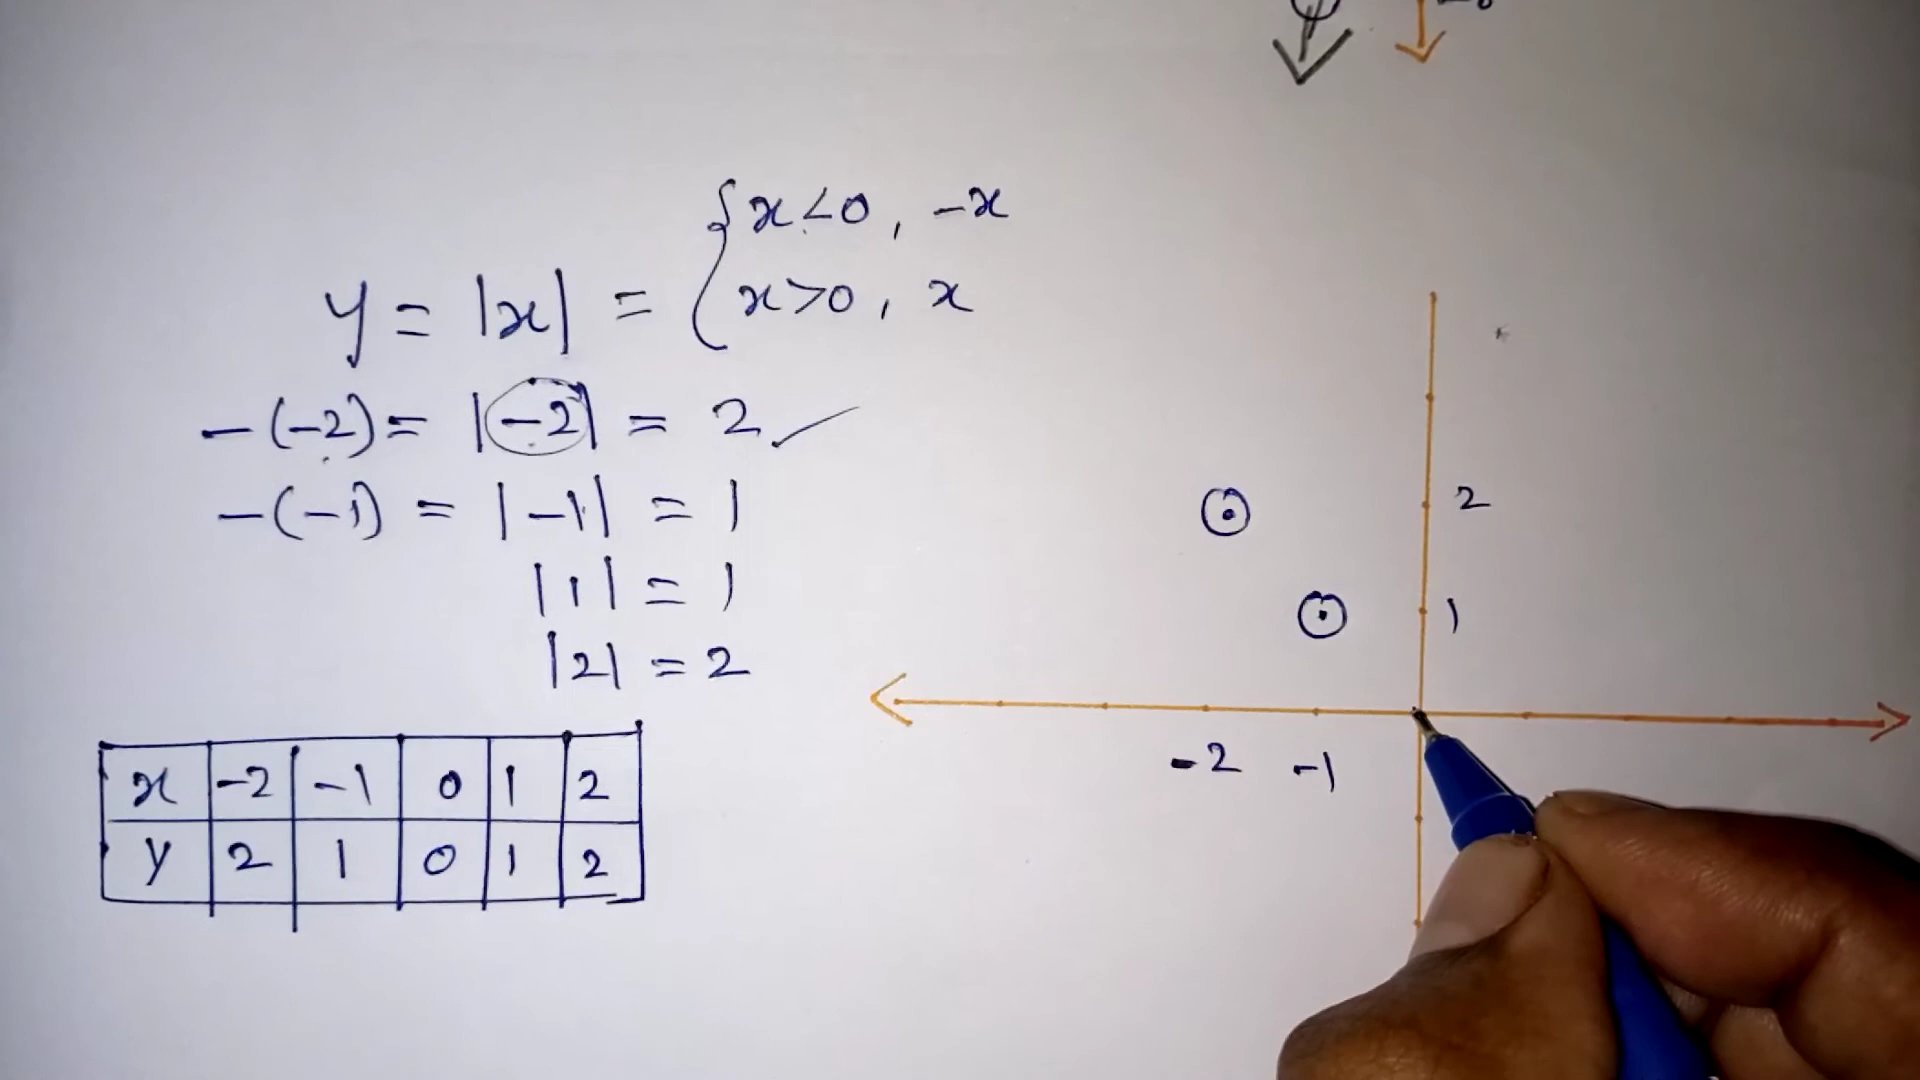 {x<0, -x
y = |x| = {x>0, x
-(-2) = |-2| = 2 ✓
-(-1) = |-1| = 1
|1| = 1
|2| = 2
x -2 -1 0 1 2
y 2 1 0 1 2
2
1
-2 -1